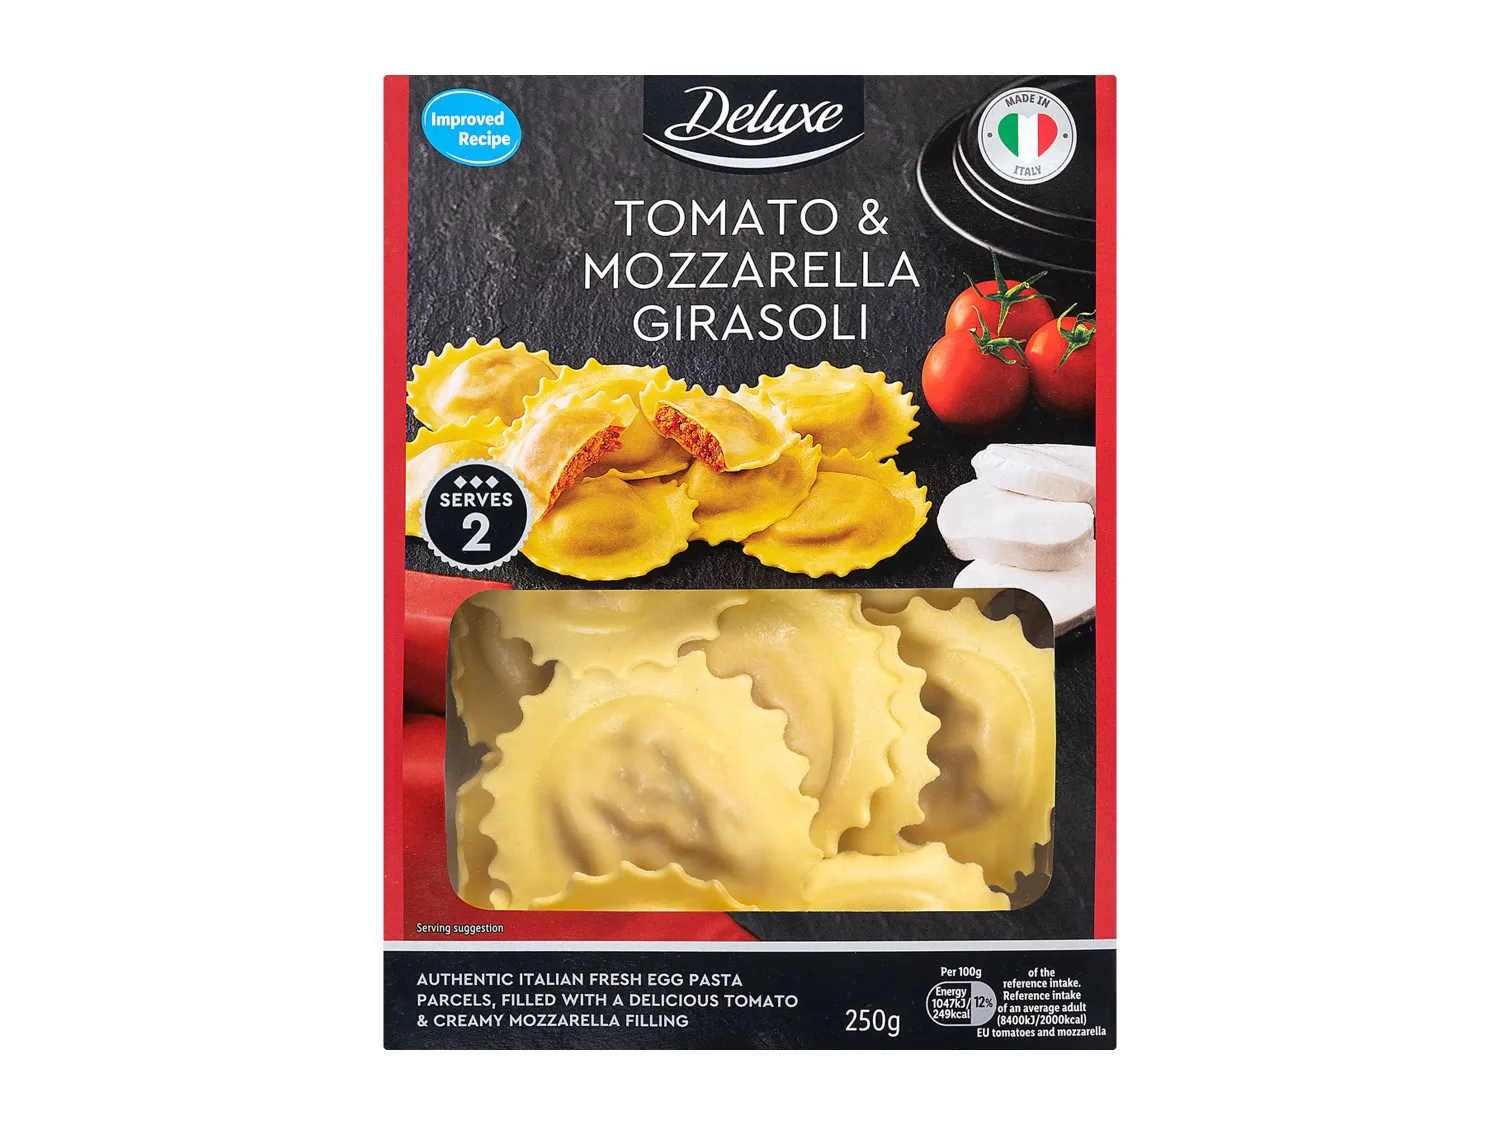 Improved
Recipe
Deluxe
MADE IN
ITALY
TOMATO &
MOZZARELLA
GIRASOLI
SERVES
2
Serving suggestion
AUTHENTIC ITALIAN FRESH EGG PASTA
PARCELS, FILLED WITH A DELICIOUS TOMATO
& CREAMY MOZZARELLA FILLING
250g
Per 100g
Energy
1047kJ/
249kcal
12%
of the
reference intake.
Reference intake
of an average adult
(8400kJ/2000kcal)
EU tomatoes and mozzarella